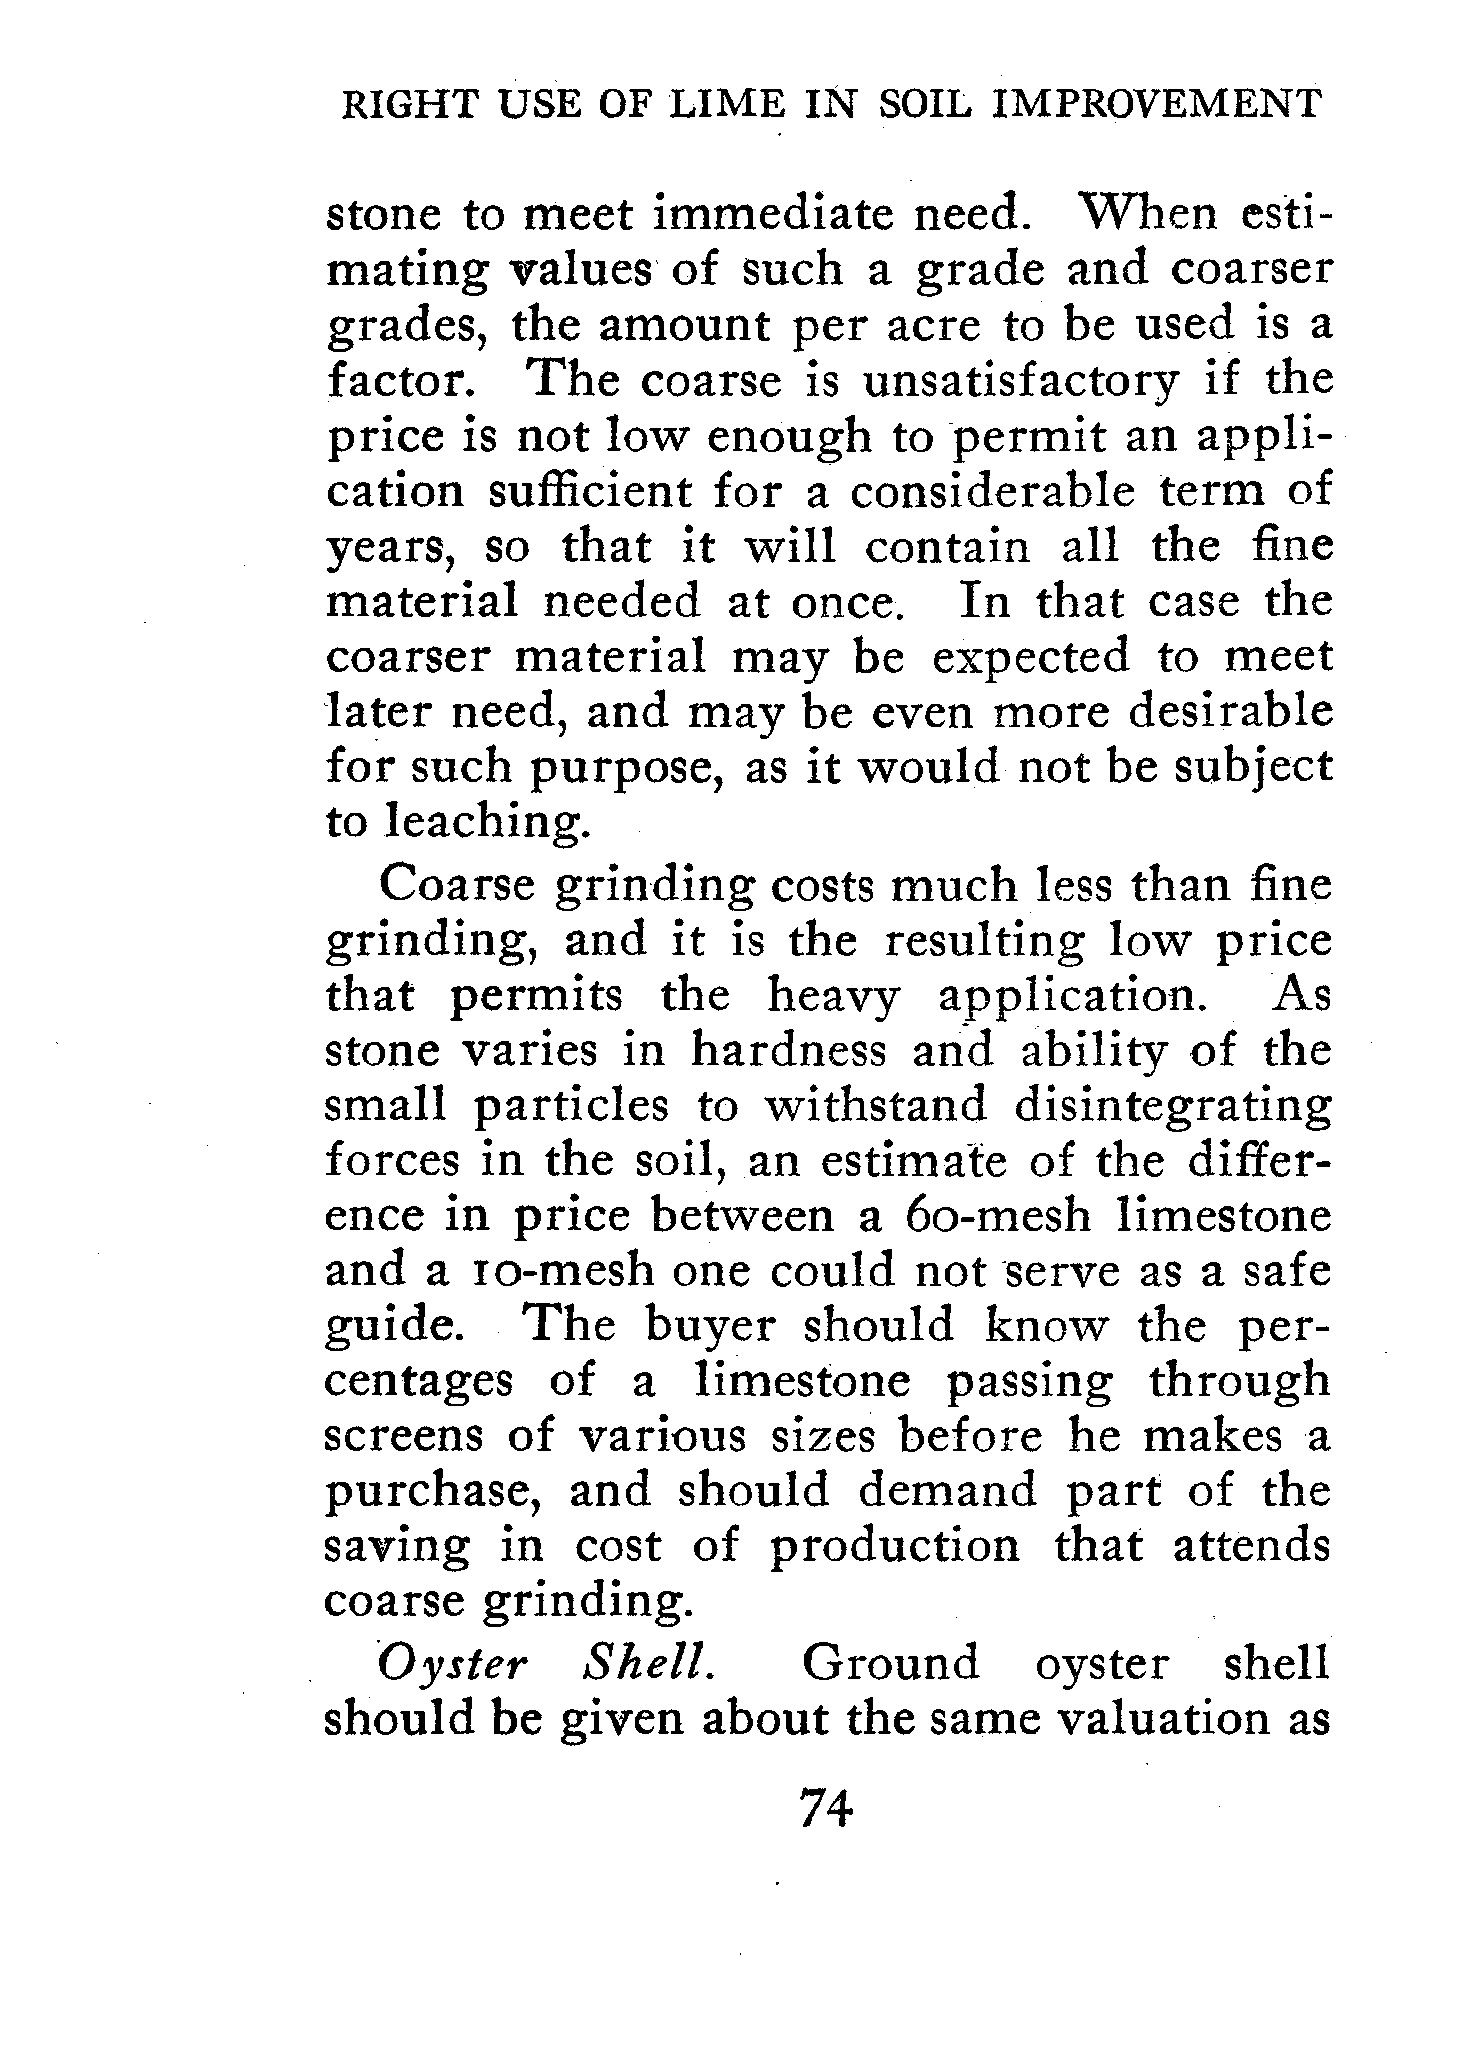 RIGHT USE OF LIME IN SOIL IMPROVEMENT
stone to meet immediate need. When esti-
mating values of such a grade and coarser
grades, the amount per acre to be used is a
factor. The coarse is unsatisfactory if the
price is not low enough to permit an appli-
cation sufficient for a considerable term of
years, so that it will contain all the fine
material needed at once. In that case the
coarser material may be expected to meet
later need, and may be even more desirable
for such purpose, as it would not be subject
to leaching.
Coarse grinding costs much less than fine
grinding, and it is the resulting low price
that permits the heavy application. As
stone varies in hardness and ability of the
small particles to withstand disintegrating
forces in the soil, an estimate of the differ-
ence in price between a 60-mesh limestone
and a 10-mesh one could not serve as a safe
guide. The buyer should know the per-
centages of a limestone passing through
screens of various sizes before he makes a
purchase, and should demand part of the
saving in cost of production that attends
coarse grinding.
Oyster Shell. Ground oyster shell
should be given about the same valuation as
74